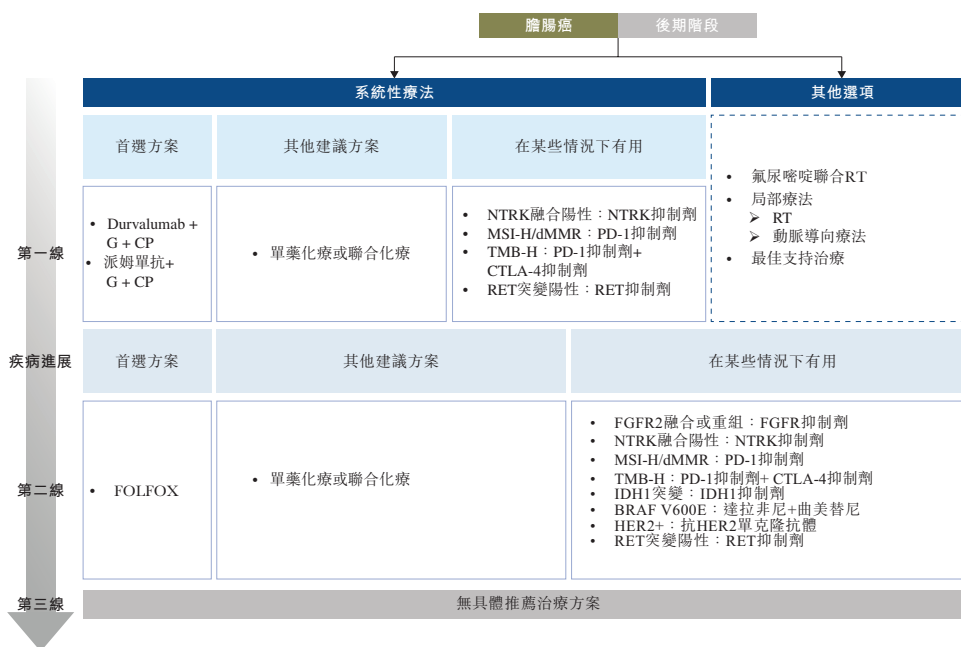 膽腸癌
後期階段
系統性療法
其他選項
首選方案
其他建議方案
在某些情況下有用
• 氟尿嘧啶聯合RT
• 局部療法
➢ RT
➢ 動脈導向療法
• 最佳支持治療
第一線
• Durvalumab +
G + CP
• 派姆單抗+
G + CP
• 單藥化療或聯合化療
• NTRK融合陽性：NTRK抑制劑
• MSI-H/dMMR：PD-1抑制劑
• TMB-H：PD-1抑制劑+
CTLA-4抑制劑
• RET突變陽性：RET抑制劑
疾病進展
首選方案
其他建議方案
在某些情況下有用
第二線
• FOLFOX
• 單藥化療或聯合化療
• FGFR2融合或重組：FGFR抑制劑
• NTRK融合陽性：NTRK抑制劑
• MSI-H/dMMR：PD-1抑制劑
• TMB-H：PD-1抑制劑+ CTLA-4抑制劑
• IDH1突變：IDH1抑制劑
• BRAF V600E：達拉非尼+曲美替尼
• HER2+：抗HER2單克隆抗體
• RET突變陽性：RET抑制劑
第三線
無具體推薦治療方案